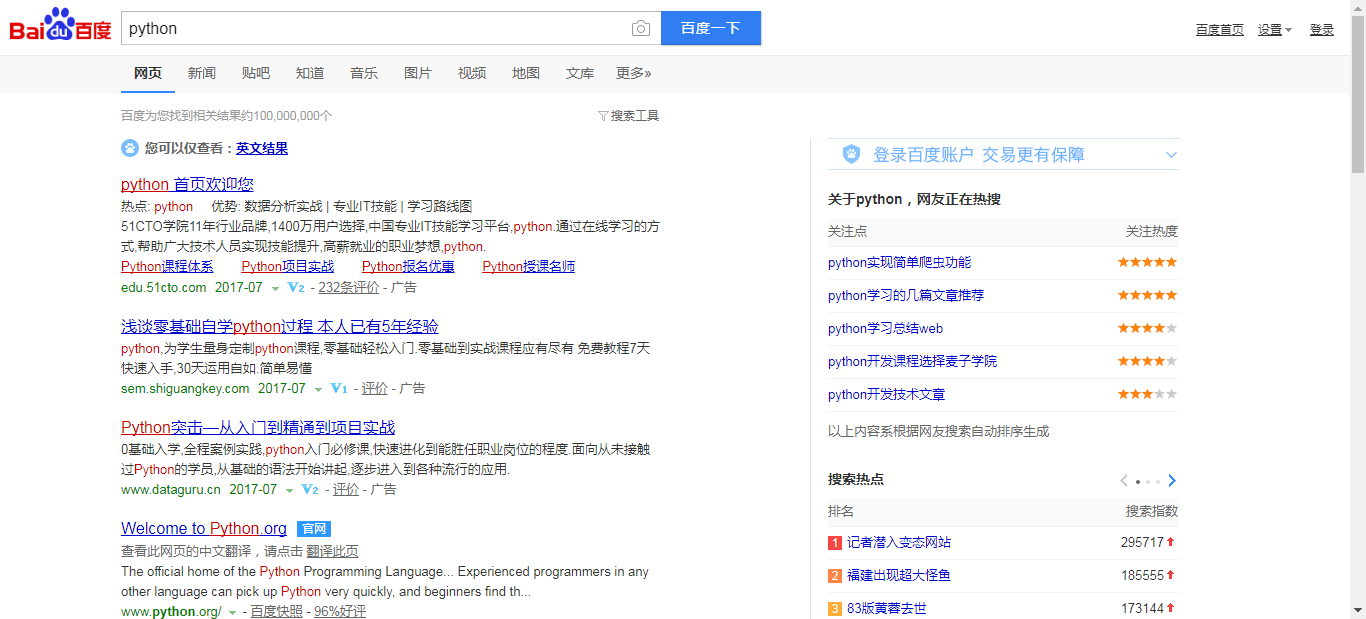 Bai du 百度
python
百度一下
百度首页 设置 登录
网页 新闻 贴吧 知道 音乐 图片 视频 地图 文库 更多»
百度为您找到相关结果约100,000,000个
搜索工具
您可以仅查看：英文结果
python 首页欢迎您
热点: python 优势: 数据分析实战 | 专业IT技能 | 学习路线图
51CTO学院11年行业品牌,1400万用户选择,中国专业IT技能学习平台,python.通过在线学习的方
式,帮助广大技术人员实现技能提升,高薪就业的职业梦想,python.
Python课程体系 Python项目实战 Python报名优惠 Python授课名师
edu.51cto.com 2017-07 V2 - 232条评价 - 广告
浅谈零基础自学python过程 本人已有5年经验
python,为学生量身定制python课程,零基础轻松入门.零基础到实战课程应有尽有 免费教程7天
快速入手,30天运用自如.简单易懂
sem.shiguangkey.com 2017-07 V1 - 评价 - 广告
Python突击—从入门到精通到项目实战
0基础入学,全程案例实践,python入门必修课,快速进化到能胜任职业岗位的程度.面向从未接触
过Python的学员,从基础的语法开始讲起,逐步进入到各种流行的应用.
www.dataguru.cn 2017-07 V2 - 评价 - 广告
Welcome to Python.org 官网
查看此网页的中文翻译，请点击 翻译此页
The official home of the Python Programming Language... Experienced programmers in any
other language can pick up Python very quickly, and beginners find th...
www.python.org/ - 百度快照 - 96%好评
登录百度账户 交易更有保障
关于python，网友正在热搜
关注点 关注热度
python实现简单爬虫功能
python学习的几篇文章推荐
python学习总结web
python开发课程选择麦子学院
python开发技术文章
以上内容系根据网友搜索自动排序生成
搜索热点
排名 搜索指数
1 记者潜入变态网站 295717
2 福建出现超大怪鱼 185555
3 83版黄蓉去世 173144